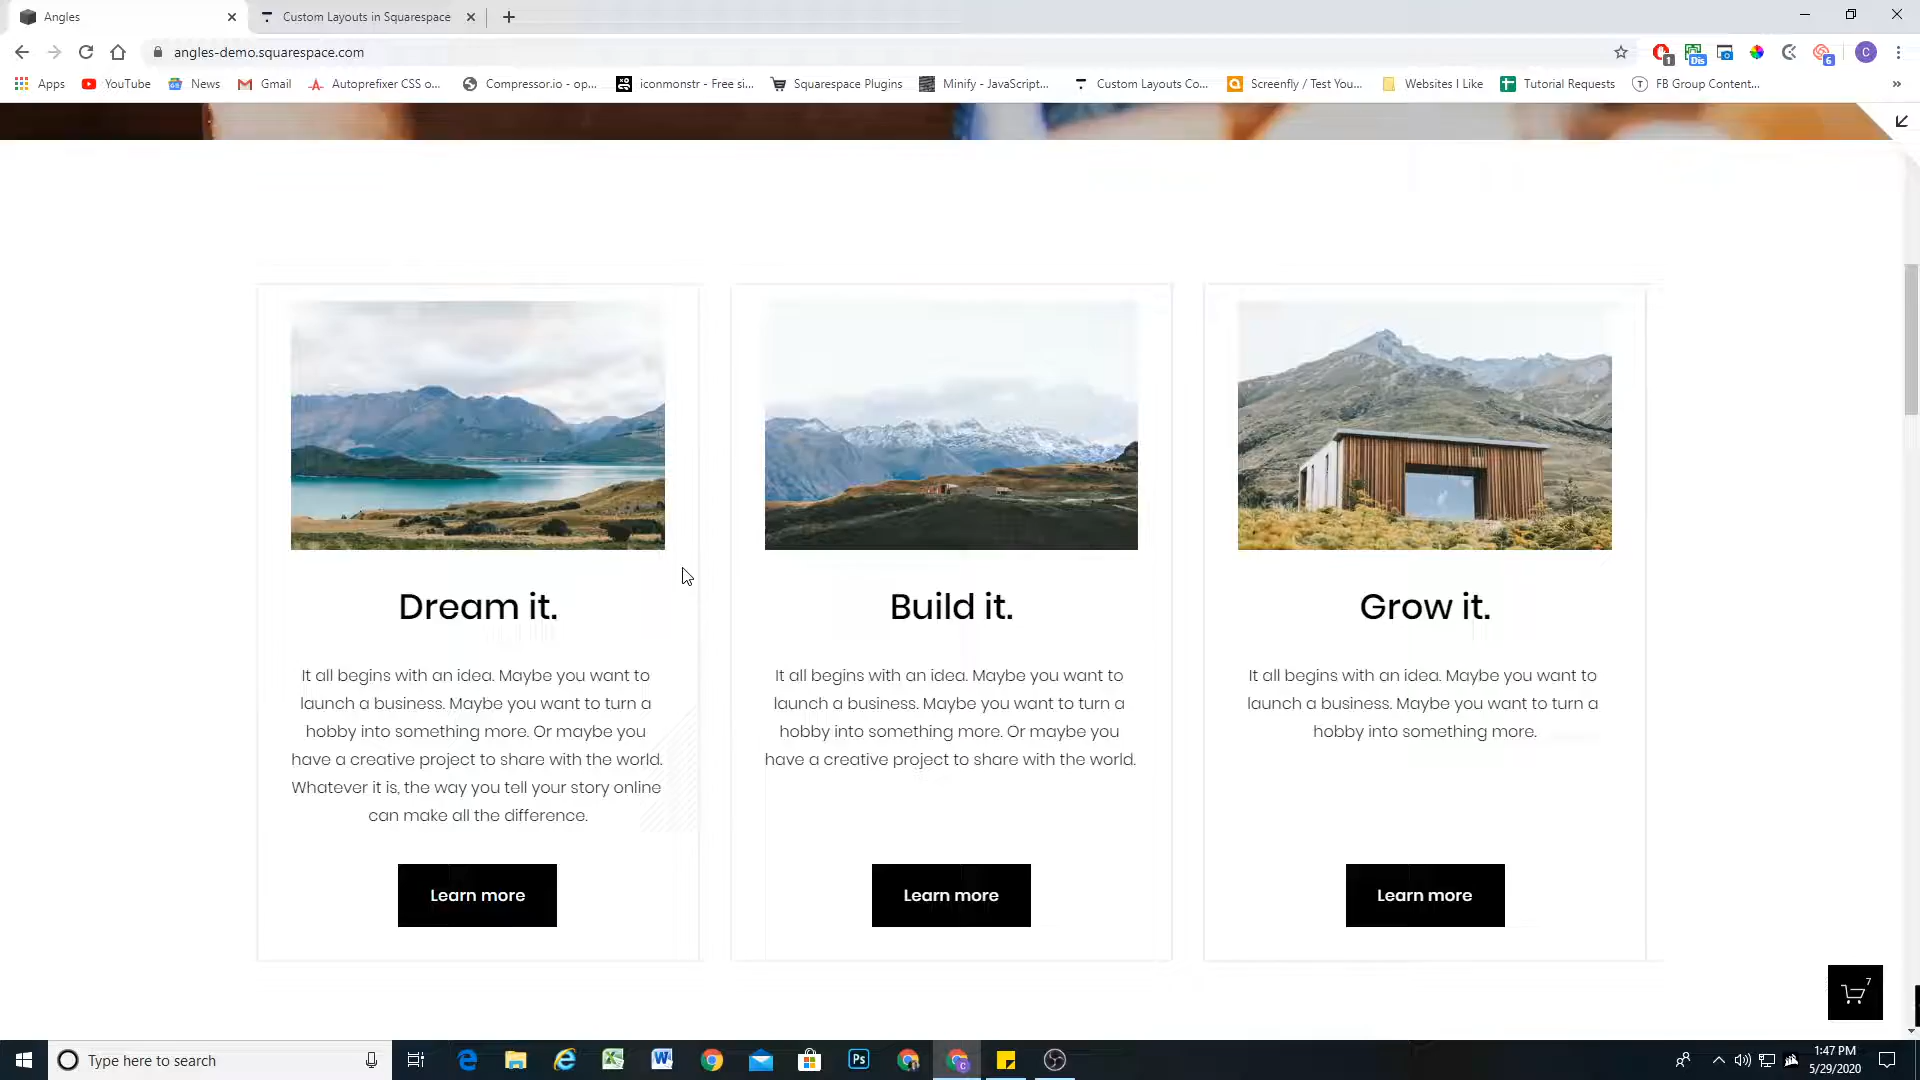 Angles
Custom Layouts in Squarespace
angles-demo.squarespace.com
1
Dis
6
C
Apps
YouTube
News
Gmail
Autoprefixer CSS o...
Compressor.io - op...
iconmonstr - Free si...
Squarespace Plugins
Minify - JavaScript...
Custom Layouts Co...
Screenfly / Test You...
Websites I Like
Tutorial Requests
FB Group Content...
Dream it.
It all begins with an idea. Maybe you want to
launch a business. Maybe you want to turn a
hobby into something more. Or maybe you
have a creative project to share with the world.
Whatever it is, the way you tell your story online
can make all the difference.
Learn more
Build it.
It all begins with an idea. Maybe you want to
launch a business. Maybe you want to turn a
hobby into something more. Or maybe you
have a creative project to share with the world.
Learn more
Grow it.
It all begins with an idea. Maybe you want to
launch a business. Maybe you want to turn a
hobby into something more.
Learn more
7
Type here to search
Ps
1:47 PM
5/29/2020